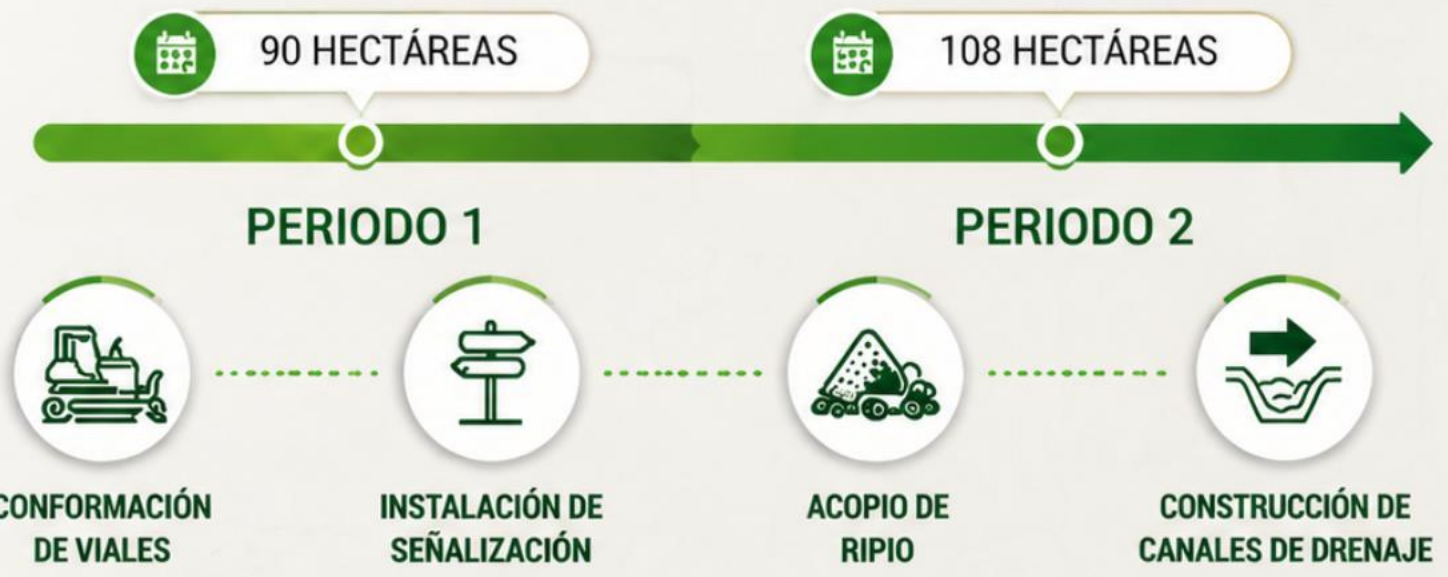 90 HECTÁREAS
108 HECTÁREAS
PERIODO 1
PERIODO 2
CONFORMACIÓN
DE VIALES
INSTALACIÓN DE
SEÑALIZACIÓN
ACOPIO DE
RIPIO
CONSTRUCCIÓN DE
CANALES DE DRENAJE